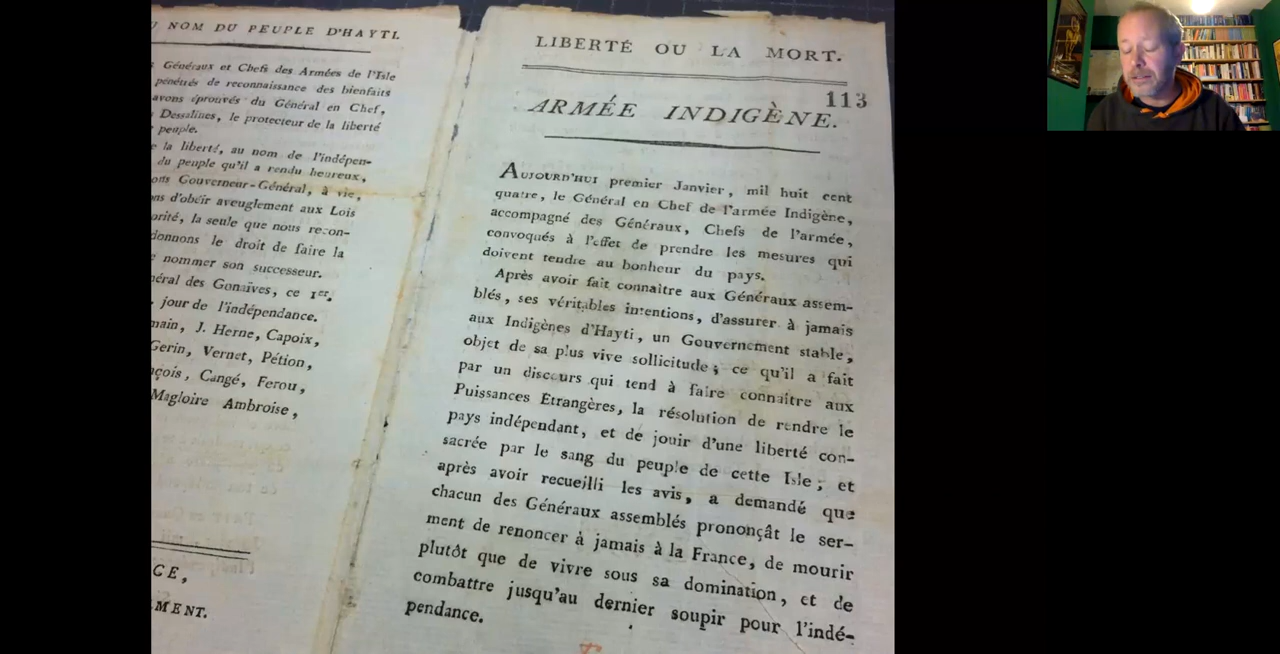 U NOM DU PEUPLE D'HAYTI.
Généraux et Chefs des Armées de l'Isle
pénétrés de reconnaissance des bienfaits
avons éprouvés du Général en Chef,
Dessalines, le protecteur de la liberté
peuple.
e la liberté, au nom de l'indépen-
du peuple qu'il a rendu heureux,
ons Gouverneur-Général, à vie,
ns d'obéir aveuglement aux Lois
orité, la seule que nous recon-
donnons le droit de faire la
e nommer son successeur.
néral des Gonaïves, ce 1er,
jour de l'indépendance.
main, J. Herne, Capoix,
Gerin, Vernet, Pétion,
nçois, Cangé, Ferou,
Magloire Ambroise,
CE,
MENT.
LIBERTÉ OU LA MORT.
113
ARMÉE INDIGÈNE.
AUJOURD'HUI premier Janvier, mil huit cent
quatre, le Général en Chef de l'armée Indigène,
accompagné des Généraux, Chefs de l'armée,
convoqués à l'effet de prendre les mesures qui
doivent tendre au bonheur du pays.
Après avoir fait connaître aux Généraux assem-
blés, ses véritables intentions, d'assurer à jamais
aux Indigènes d'Hayti, un Gouvernement stable,
objet de sa plus vive sollicitude; ce qu'il a fait
par un discours qui tend à faire connaître aux
Puissances Etrangères, la résolution de rendre le
pays indépendant, et de jouir d'une liberté con-
sacrée par le sang du peuple de cette Isle; et
après avoir recueilli les avis, a demandé que
chacun des Généraux assemblés prononçât le ser-
ment de renoncer à jamais à la France, de mourir
plutôt que de vivre sous sa domination, et de
combattre jusqu'au dernier soupir pour l'indé-
pendance.